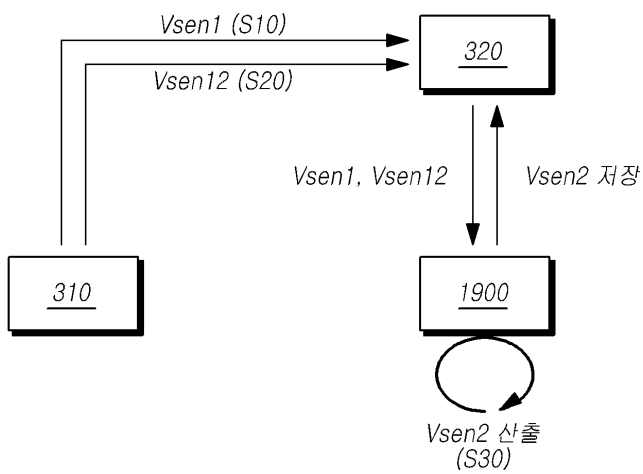 Vsen1 (S10)
320
Vsen12 (S20)
Vsen1, Vsen12
Vsen2 저장
310
1900
Vsen2 산출
(S30)